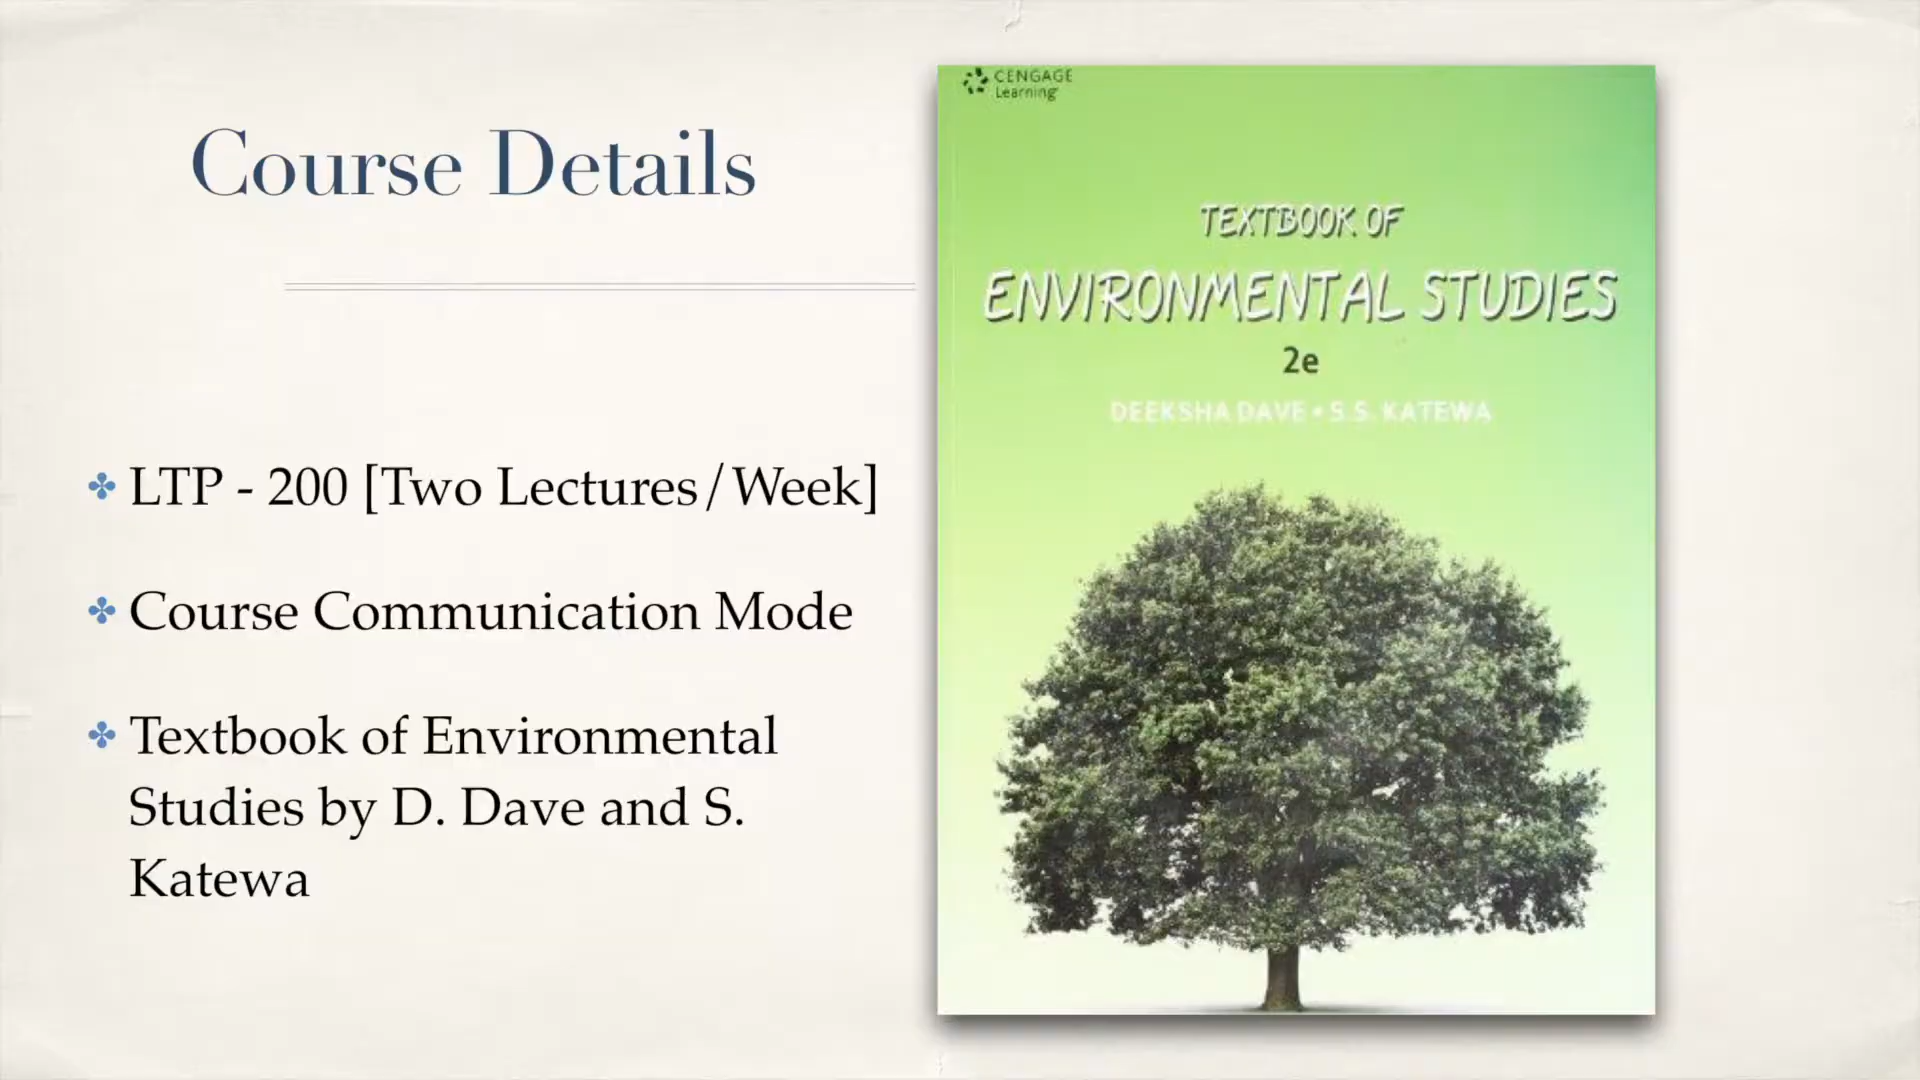 Course Details
LTP - 200 [Two Lectures/Week]
Course Communication Mode
Textbook of Environmental
Studies by D. Dave and S.
Katewa
CENGAGE
Learning
TEXTBOOK OF
ENVIRONMENTAL STUDIES
2e
DEEKSHA DAVE • S.S. KATEWA